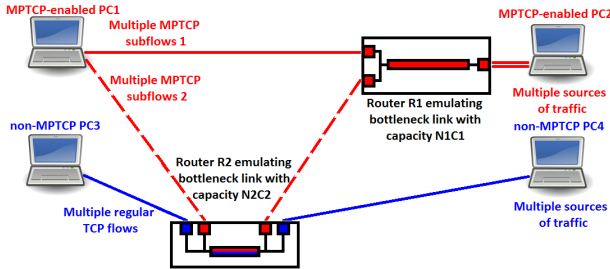 MPTCP-enabled PC1
Multiple MPTCP
subflows 1
MPTCP-enabled PC2
Multiple MPTCP
subflows 2
Multiple sources
of traffic
Router R1 emulating
bottleneck link with
capacity N1C1
non-MPTCP PC3
non-MPTCP PC4
Router R2 emulating
bottleneck link with
capacity N2C2
Multiple regular
TCP flows
Multiple sources
of traffic